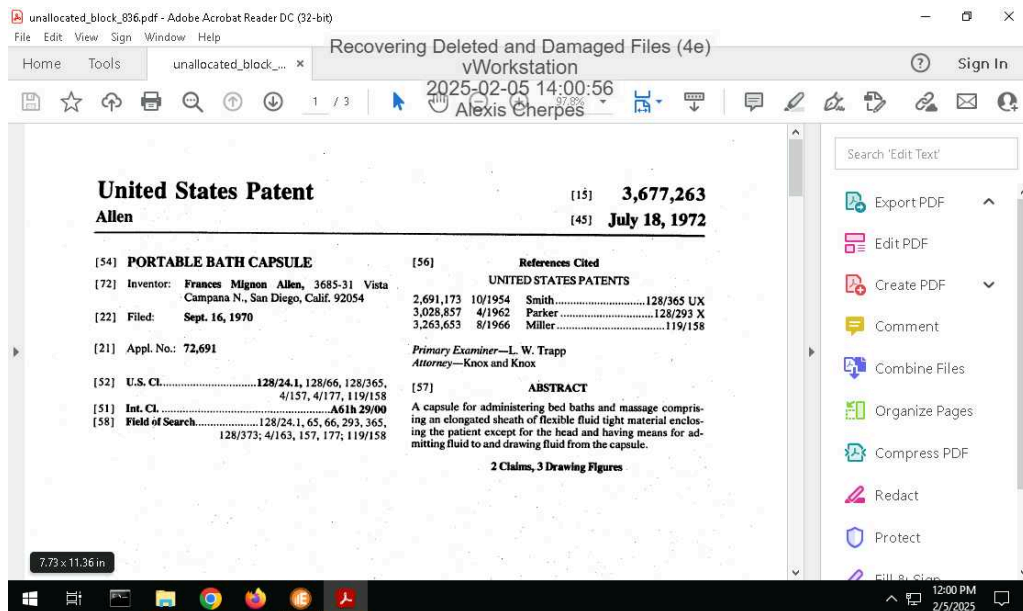 unallocated_block_836.pdf - Adobe Acrobat Reader DC (32-bit)
File Edit View Sign Window Help
Recovering Deleted and Damaged Files (4e)
vWorkstation
2025-02-05 14:00:56
Alexis Cherpes
Home Tools unallocated_block_... × Sign In
1 / 3 97.8%
Search 'Edit Text'
Export PDF
Edit PDF
Create PDF
Comment
Combine Files
Organize Pages
Compress PDF
Redact
Protect
Fill & Sign
United States Patent
Allen
[15] 3,677,263
[45] July 18, 1972
[54] PORTABLE BATH CAPSULE
[72] Inventor: Frances Mignon Allen, 3685-31 Vista
Campana N., San Diego, Calif. 92054
[22] Filed: Sept. 16, 1970
[21] Appl. No.: 72,691
[52] U.S. Cl.............................128/24.1, 128/66, 128/365,
4/157, 4/177, 119/158
[51] Int. Cl. ........................................A61h 29/00
[58] Field of Search....................128/24.1, 65, 66, 293, 365,
128/373; 4/163, 157, 177; 119/158
[56] References Cited
UNITED STATES PATENTS
2,691,173 10/1954 Smith............................128/365 UX
3,028,857 4/1962 Parker............................128/293 X
3,263,653 8/1966 Miller................................119/158
Primary Examiner—L. W. Trapp
Attorney—Knox and Knox
[57] ABSTRACT
A capsule for administering bed baths and massage compris-
ing an elongated sheath of flexible fluid tight material enclos-
ing the patient except for the head and having means for ad-
mitting fluid to and drawing fluid from the capsule.
2 Claims, 3 Drawing Figures
7.73 x 11.36 in
12:00 PM
2/5/2025